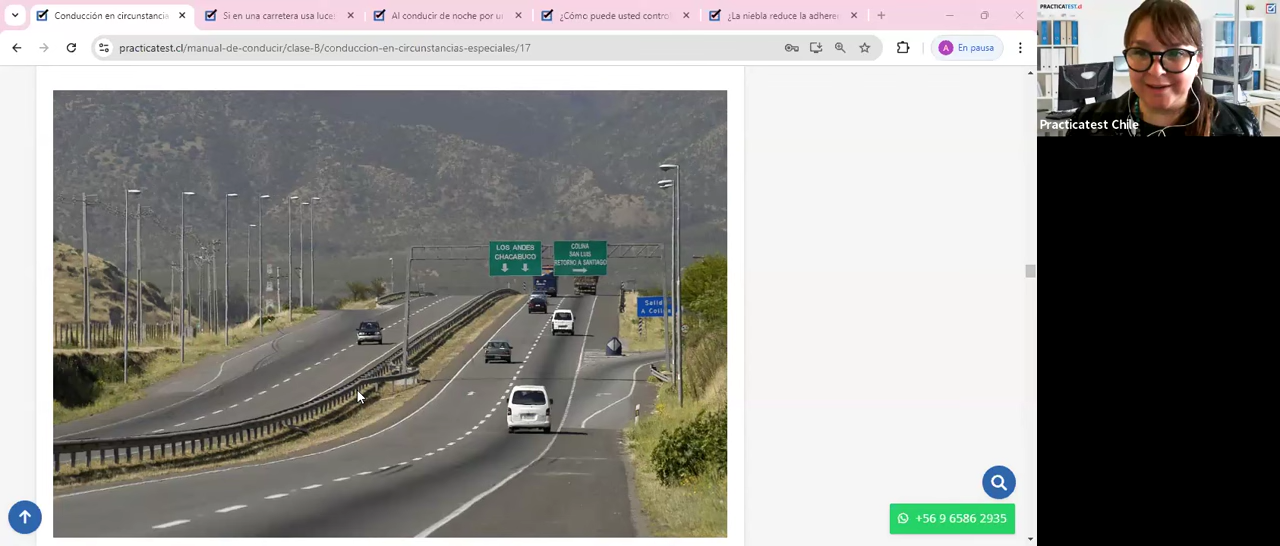 Conducción en circunstancia
Si en una carretera usa luce
Al conducir de noche por u
¿Cómo puede usted contro
¿La niebla reduce la adhere
practicatest.cl/manual-de-conducir/clase-B/conduccion-en-circunstancias-especiales/17
A
En pausa
PRACTICATEST.cl
Practicatest Chile
LOS ANDES
CHACABUCO
COLINA
SAN LUIS
RETORNO A SANTIAGO
Salida
A Colina
+56 9 6586 2935